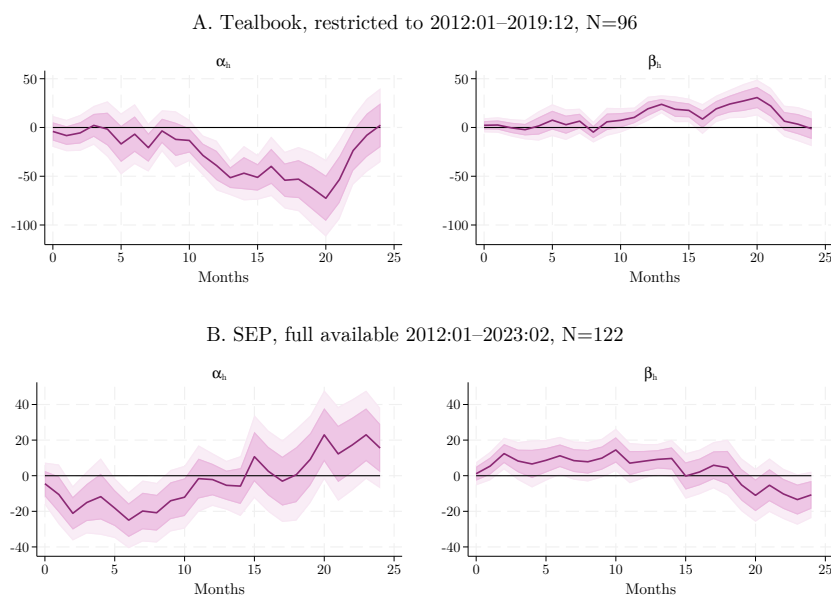 A. Tealbook, restricted to 2012:01–2019:12, N=96
αₕ
βₕ
50
0
-50
-100
0 5 10 15 20 25
Months
50
0
-50
-100
0 5 10 15 20 25
Months
B. SEP, full available 2012:01–2023:02, N=122
αₕ
βₕ
40
20
0
-20
-40
0 5 10 15 20 25
Months
40
20
0
-20
-40
0 5 10 15 20 25
Months